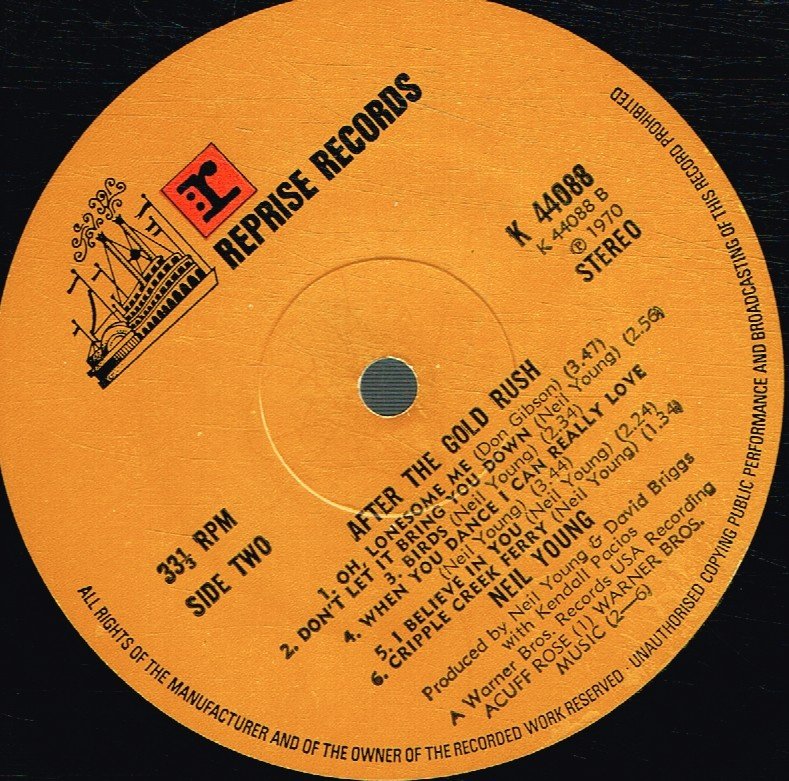 r
REPRISE RECORDS
K 44088
K 44088 B
Ⓟ 1970
STEREO
33⅓ RPM
SIDE TWO
AFTER THE GOLD RUSH
1. OH, LONESOME ME (Don Gibson) (3.47)
2. DON'T LET IT BRING YOU DOWN (Neil Young) (2.56)
3. BIRDS (Neil Young) (2.34)
4. WHEN YOU DANCE I CAN REALLY LOVE
(Neil Young) (3.44)
5. I BELIEVE IN YOU (Neil Young) (2.24)
6. CRIPPLE CREEK FERRY (Neil Young) (1.34)
NEIL YOUNG
Produced by Neil Young & David Briggs
with Kendall Pacios
A Warner Bros. Records USA Recording
ACUFF ROSE (1) WARNER BROS.
MUSIC (2—6)
ALL RIGHTS OF THE MANUFACTURER AND OF THE OWNER OF THE RECORDED WORK RESERVED · UNAUTHORISED COPYING PUBLIC PERFORMANCE AND BROADCASTING OF THIS RECORD PROHIBITED